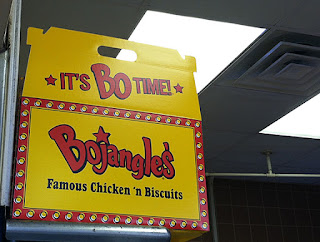 IT'S BO TIME!
Bojangles'
Famous Chicken 'n Biscuits